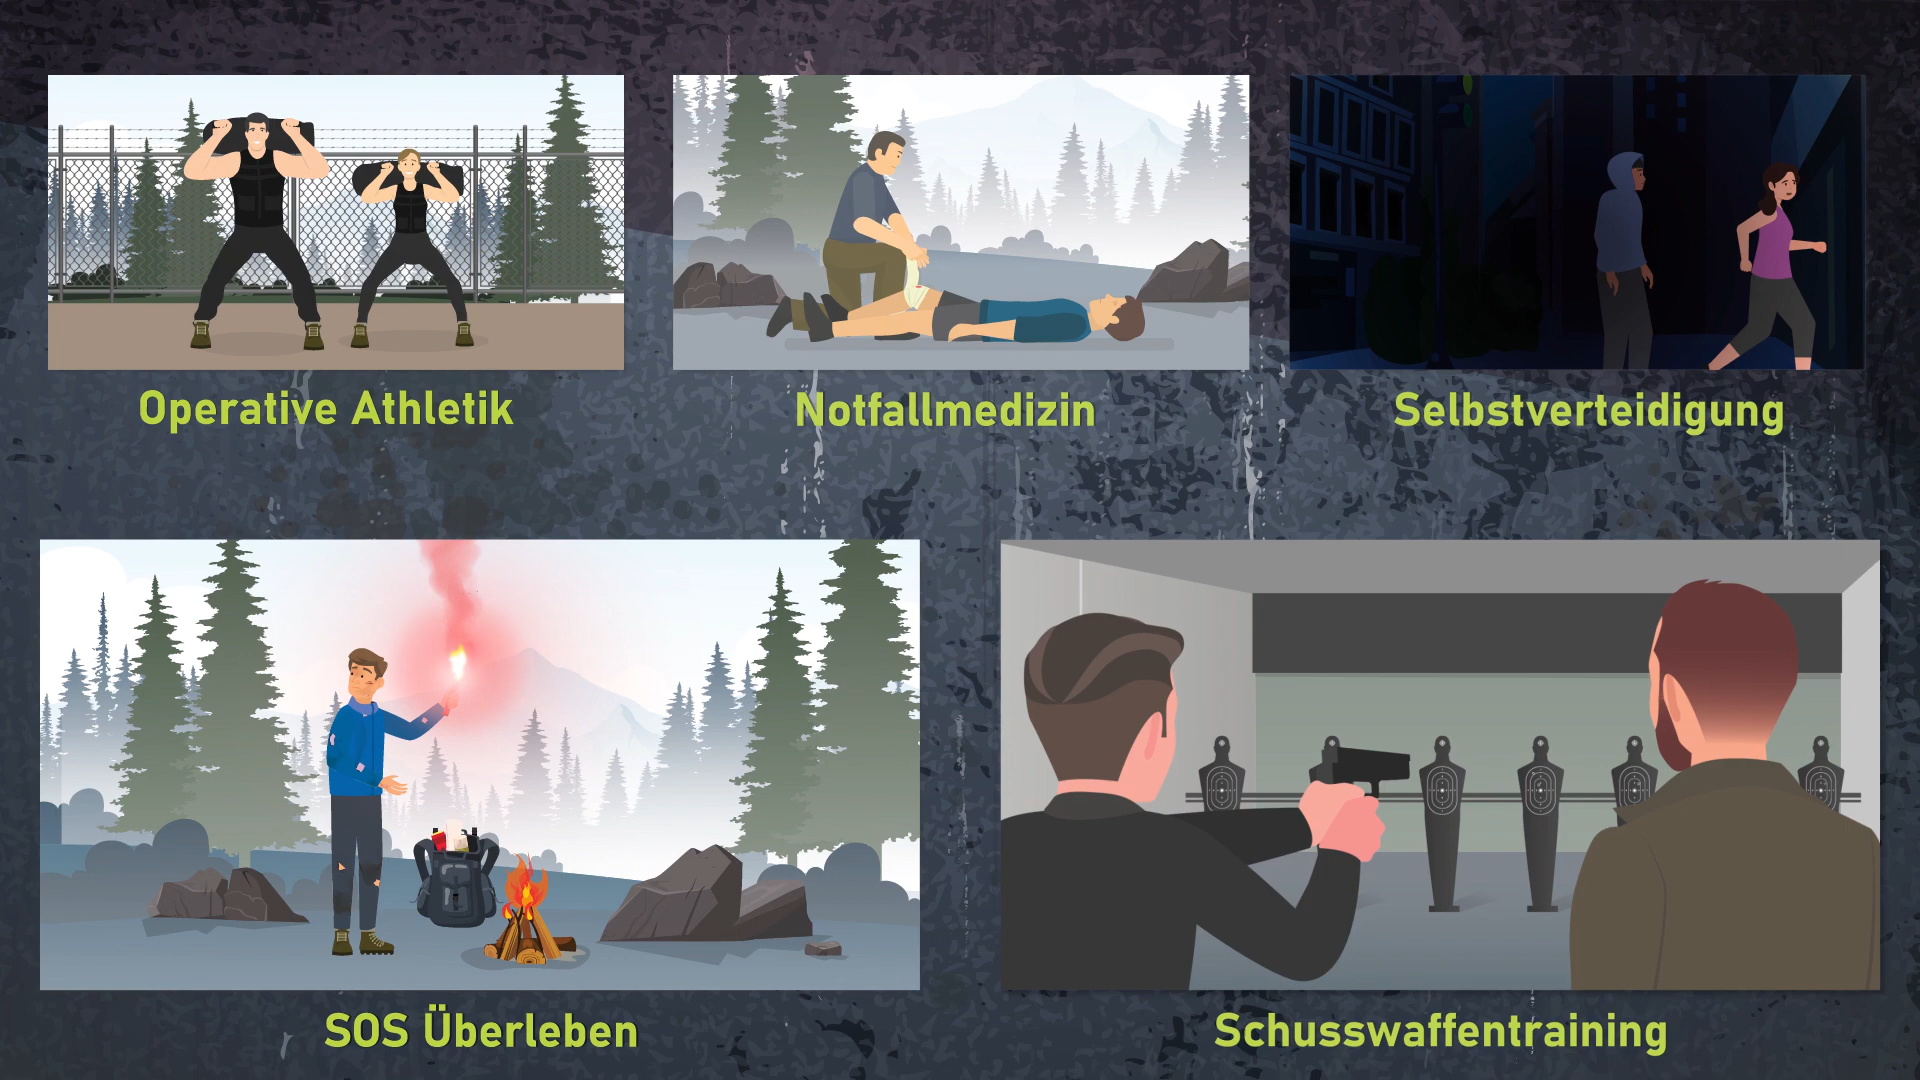 Operative Athletik
Notfallmedizin
Selbstverteidigung
SOS Überleben
Schusswaffentraining